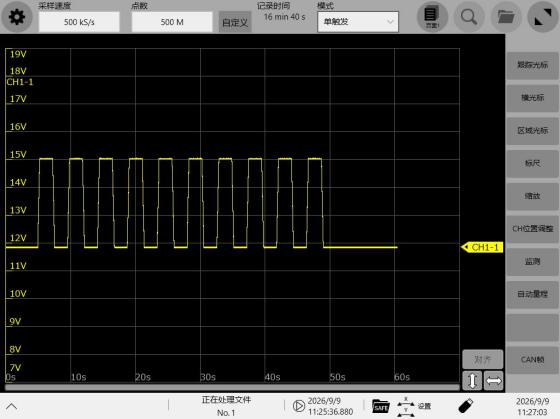 采样速度
点数
记录时间
模式
500 kS/s
500 M
自定义
16 min 40 s
单触发
页面1
19V
18V
CH1-1
17V
16V
15V
14V
13V
12V
11V
10V
9V
8V
7V
0s
10s
20s
30s
40s
50s
60s
CH1-1
跟踪光标
横光标
区域光标
标尺
缩放
CH位置调整
监测
自动量程
CAN帧
对齐
正在处理文件
No. 1
2026/9/9
11:25:36.880
SAFE
X
Y
设置
2026/9/9
11:27:03